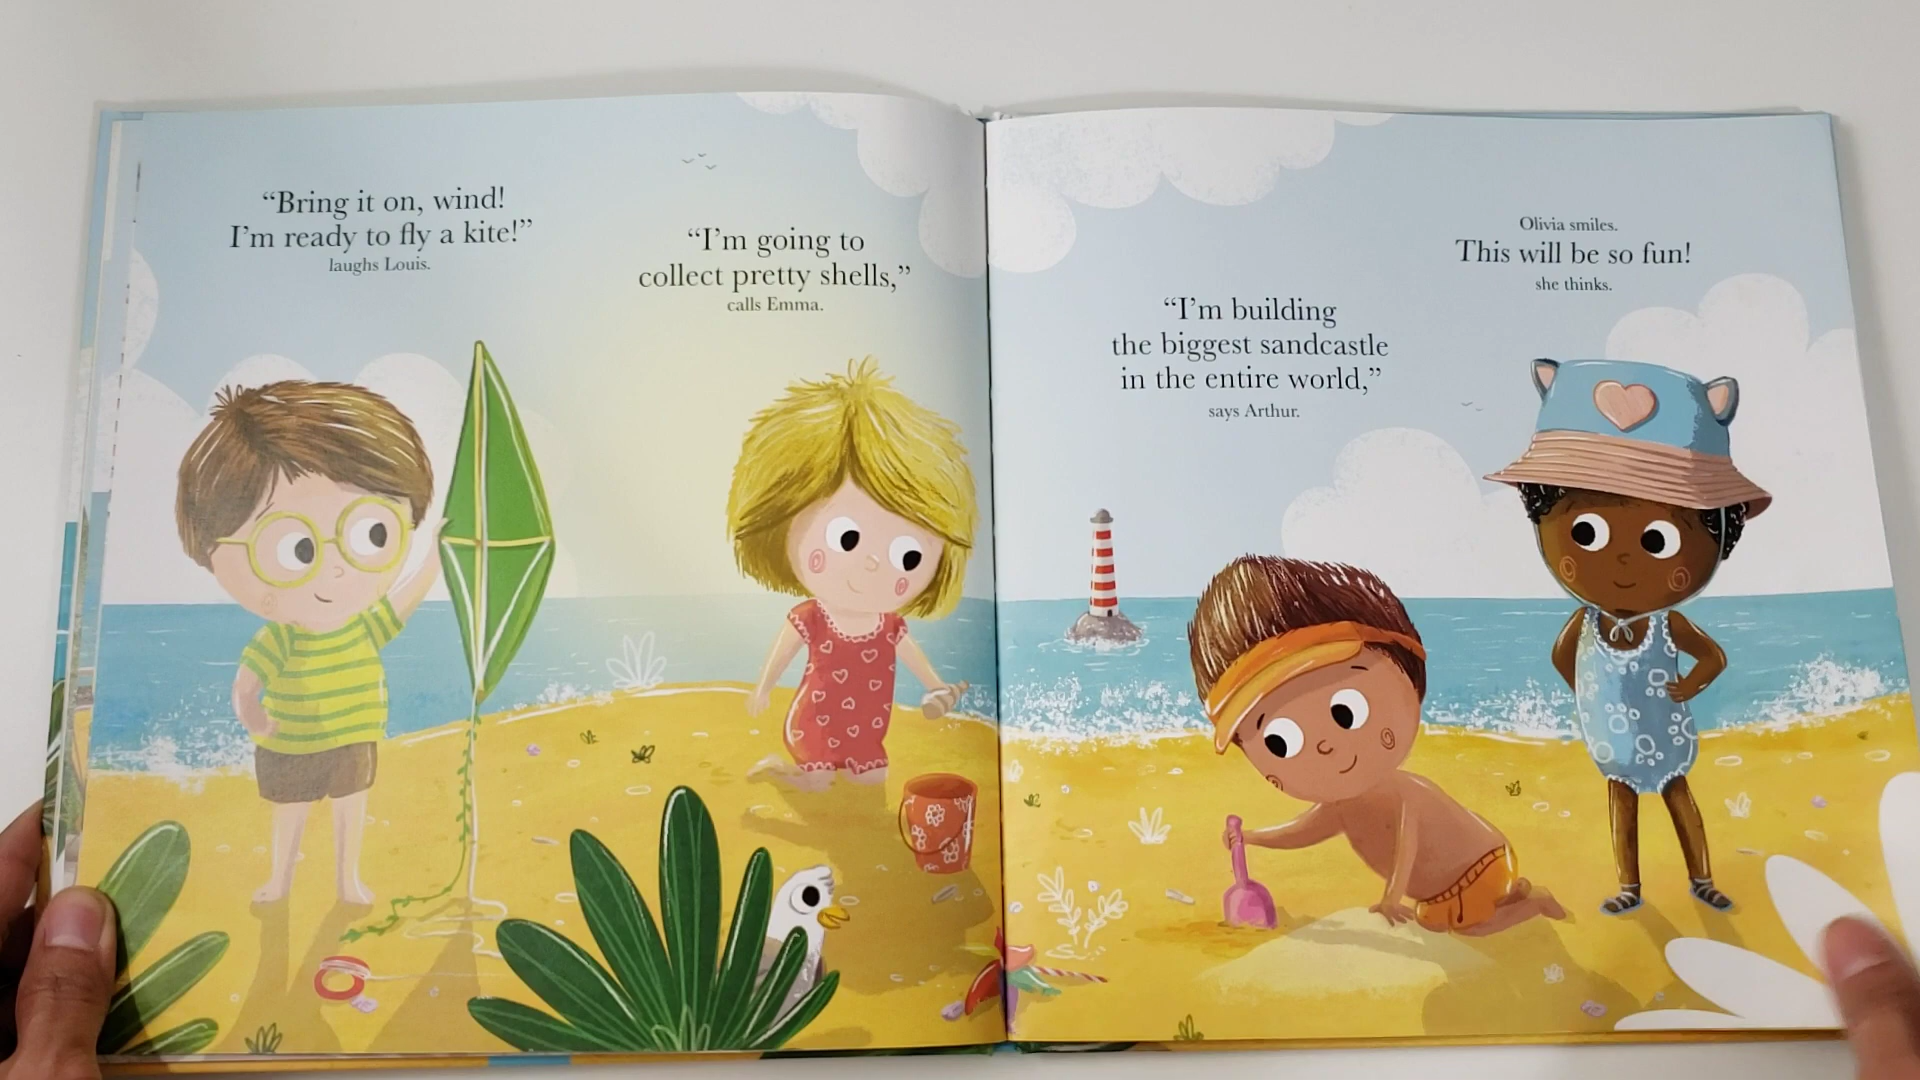 “Bring it on, wind!
I’m ready to fly a kite!”
laughs Louis.
“I’m going to
collect pretty shells,”
calls Emma.
“I’m building
the biggest sandcastle
in the entire world,”
says Arthur.
Olivia smiles.
This will be so fun!
she thinks.